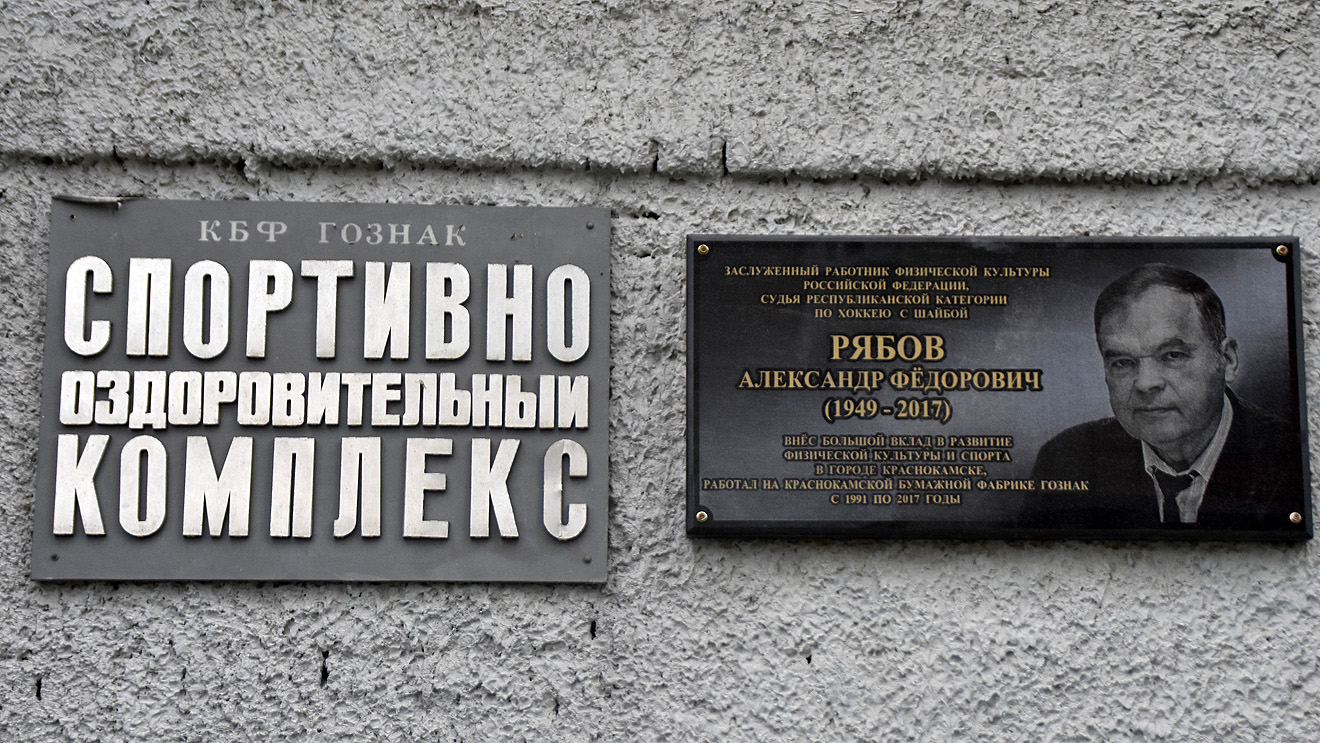 КБФ ГОЗНАК
СПОРТИВНО
ОЗДОРОВИТЕЛЬНЫЙ
КОМПЛЕКС
ЗАСЛУЖЕННЫЙ РАБОТНИК ФИЗИЧЕСКОЙ КУЛЬТУРЫ
РОССИЙСКОЙ ФЕДЕРАЦИИ,
СУДЬЯ РЕСПУБЛИКАНСКОЙ КАТЕГОРИИ
ПО ХОККЕЮ С ШАЙБОЙ
РЯБОВ
АЛЕКСАНДР ФЁДОРОВИЧ
(1949 - 2017)
ВНЁС БОЛЬШОЙ ВКЛАД В РАЗВИТИЕ
ФИЗИЧЕСКОЙ КУЛЬТУРЫ И СПОРТА
В ГОРОДЕ КРАСНОКАМСКЕ,
РАБОТАЛ НА КРАСНОКАМСКОЙ БУМАЖНОЙ ФАБРИКЕ ГОЗНАК
С 1991 ПО 2017 ГОДЫ